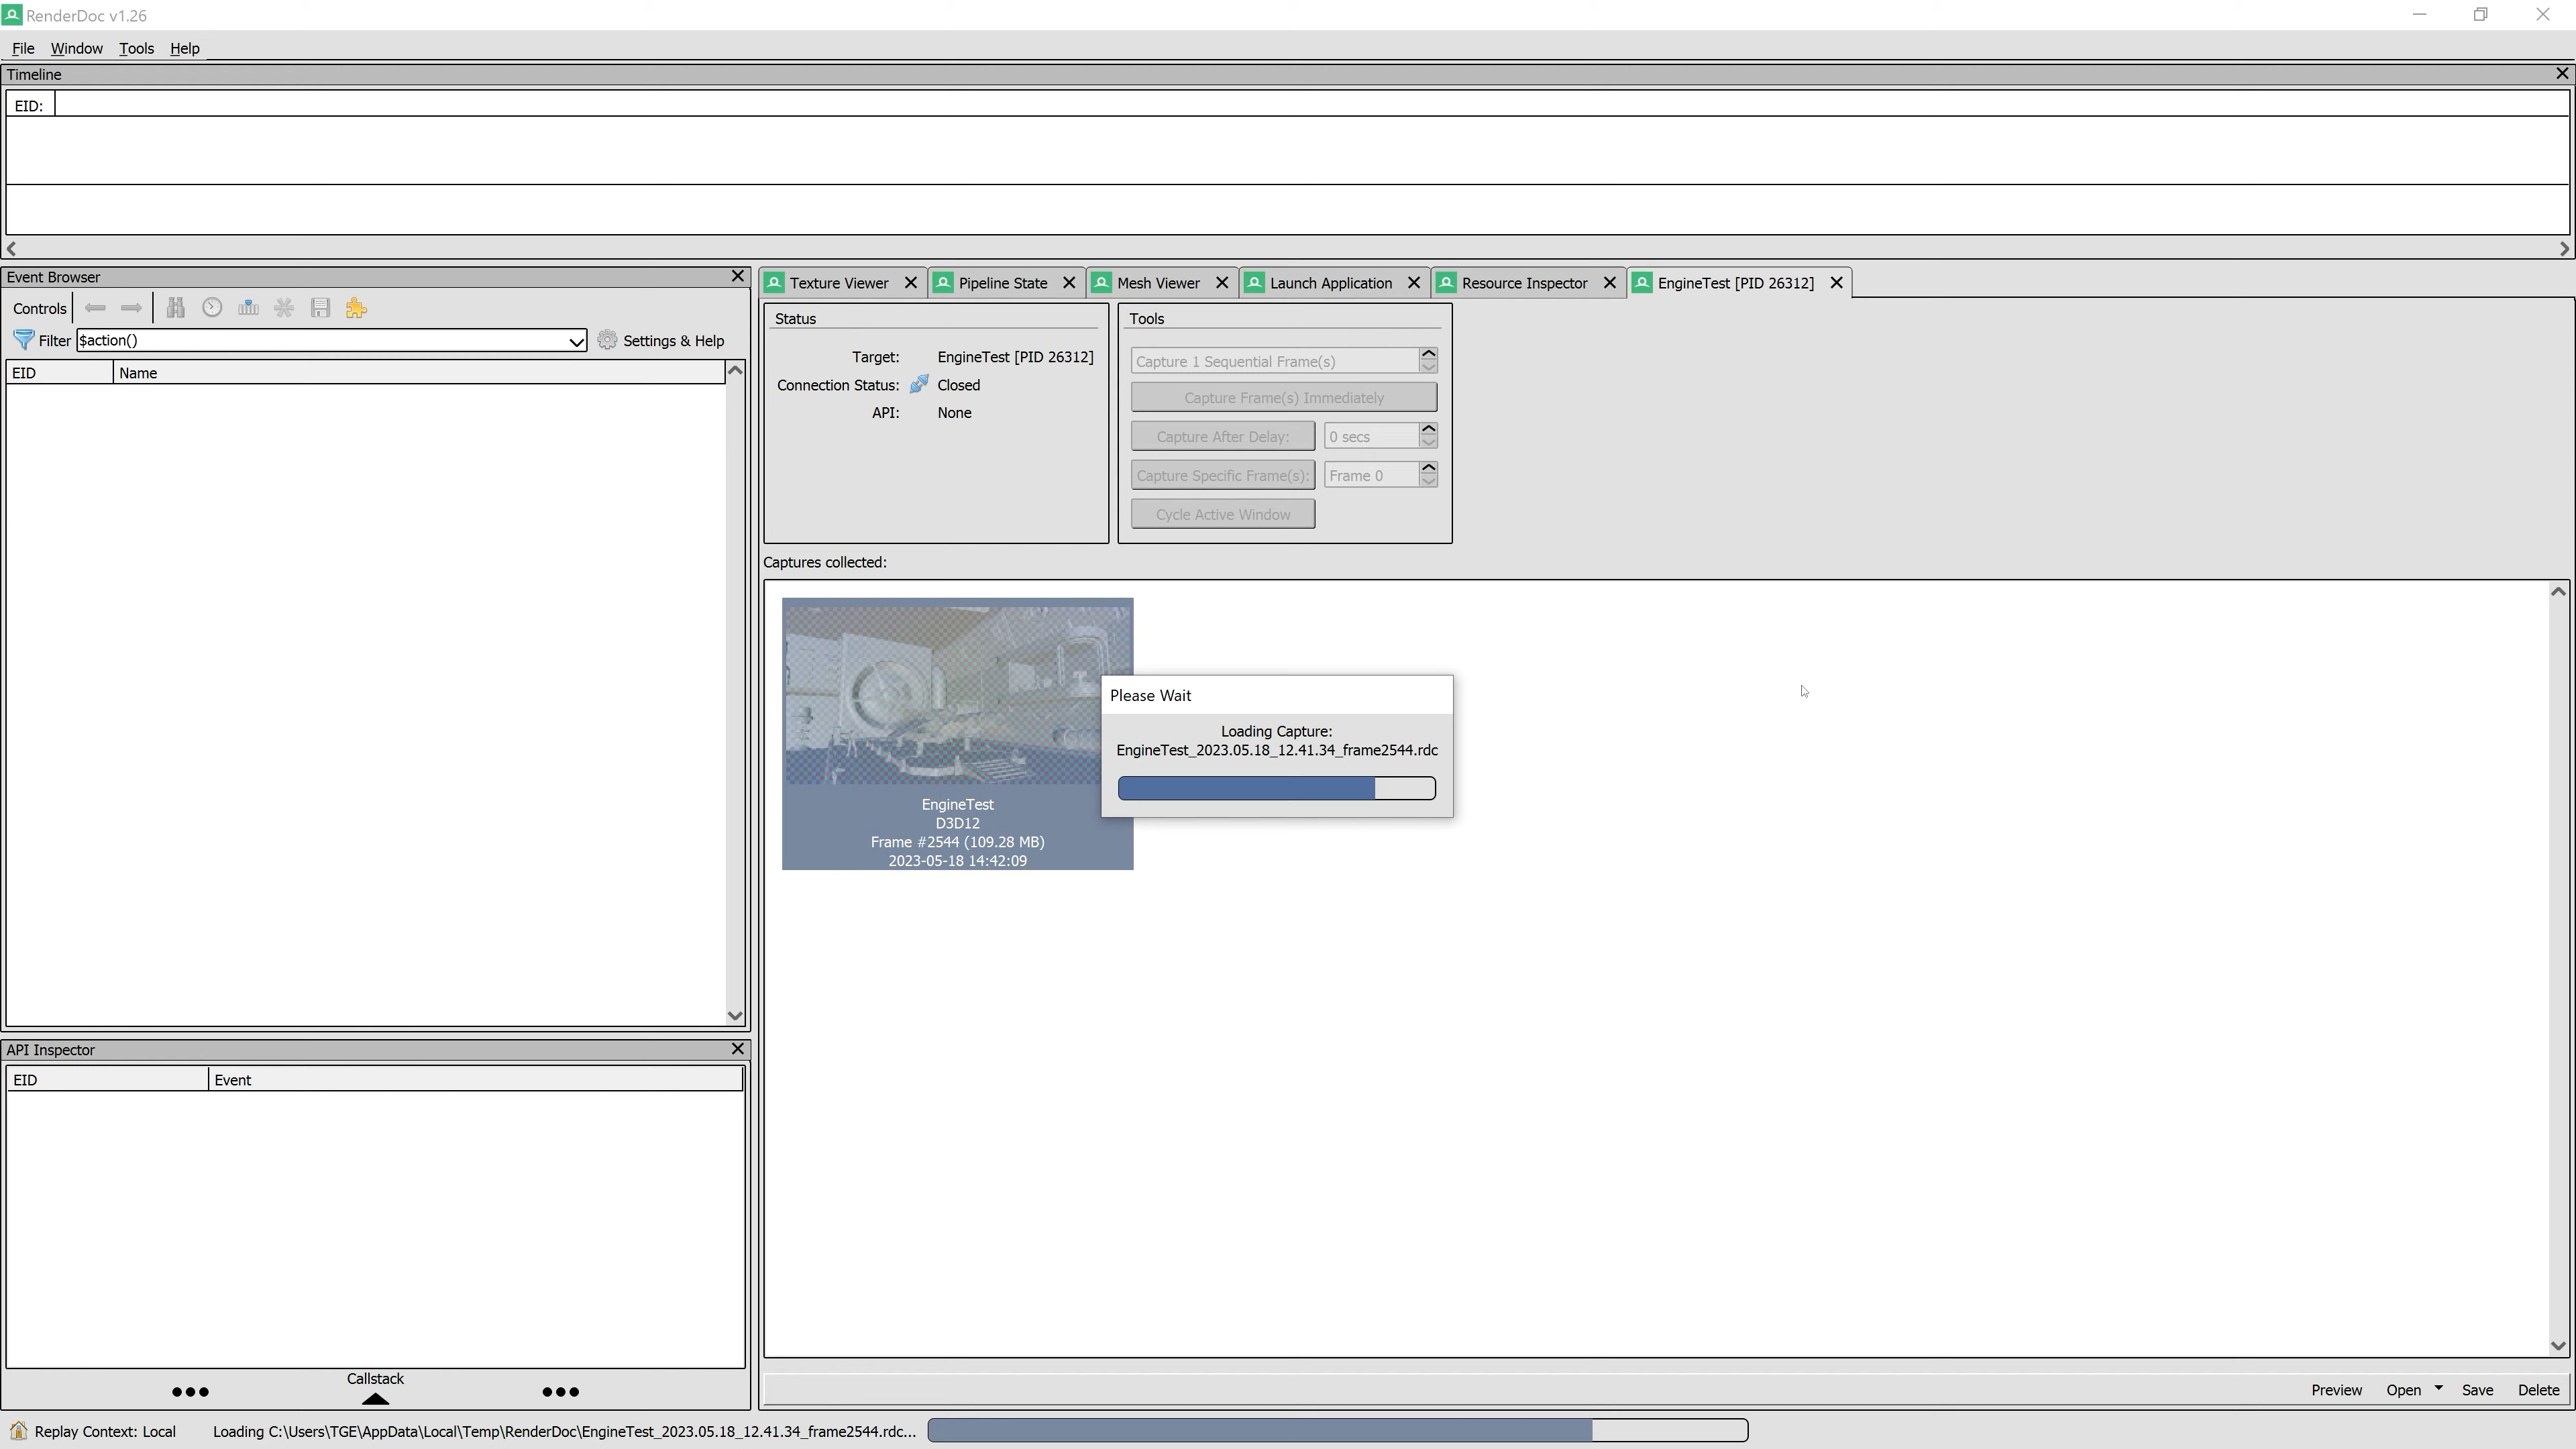 RenderDoc v1.26
File Window Tools Help
Timeline
EID:
Event Browser
Controls
Filter $action() Settings & Help
EID Name
API Inspector
EID Event
Callstack
Texture Viewer Pipeline State Mesh Viewer Launch Application Resource Inspector EngineTest [PID 26312]
Status
Target: EngineTest [PID 26312]
Connection Status: Closed
API: None
Tools
Capture 1 Sequential Frame(s)
Capture Frame(s) Immediately
Capture After Delay: 0 secs
Capture Specific Frame(s): Frame 0
Cycle Active Window
Captures collected:
EngineTest
D3D12
Frame #2544 (109.28 MB)
2023-05-18 14:42:09
Please Wait
Loading Capture:
EngineTest_2023.05.18_12.41.34_frame2544.rdc
Preview Open Save Delete
Replay Context: Local Loading C:\Users\TGE\AppData\Local\Temp\RenderDoc\EngineTest_2023.05.18_12.41.34_frame2544.rdc...